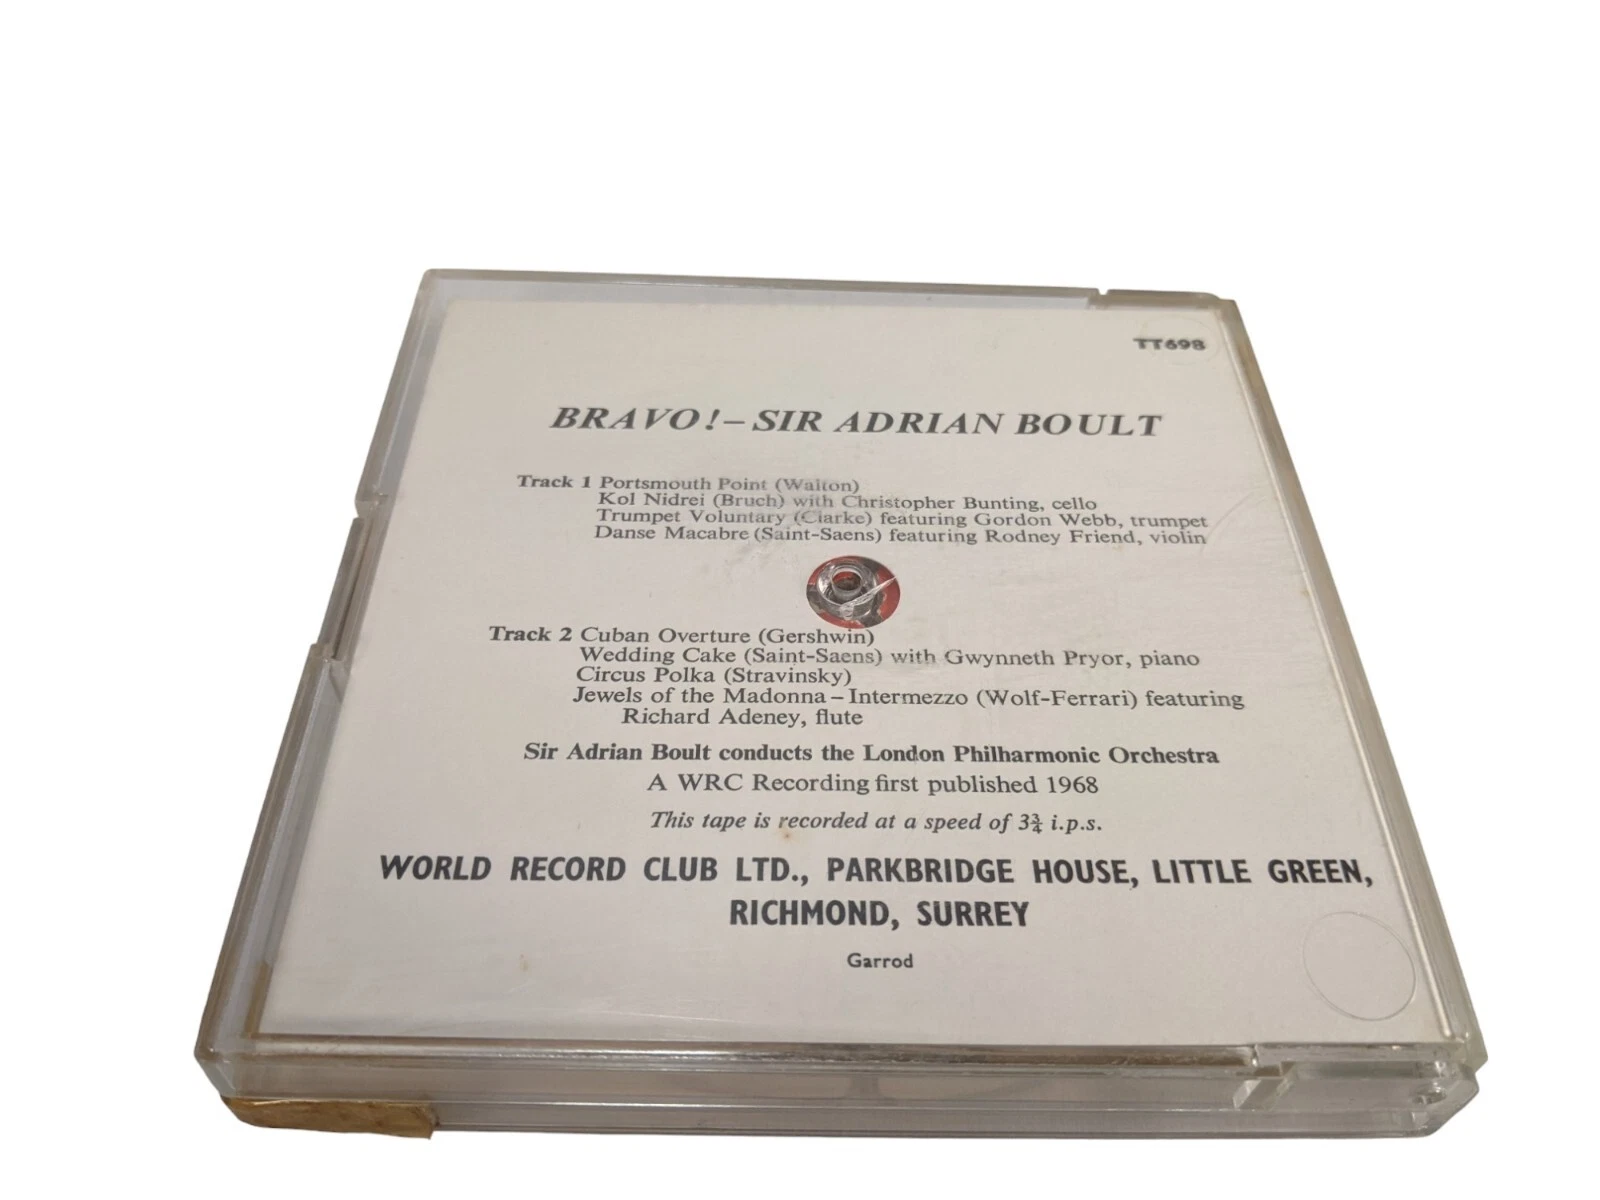 TT698
BRAVO! – SIR ADRIAN BOULT
Track 1 Portsmouth Point (Walton)
Kol Nidrei (Bruch) with Christopher Bunting, cello
Trumpet Voluntary (Clarke) featuring Gordon Webb, trumpet
Danse Macabre (Saint-Saens) featuring Rodney Friend, violin
Track 2 Cuban Overture (Gershwin)
Wedding Cake (Saint-Saens) with Gwynneth Pryor, piano
Circus Polka (Stravinsky)
Jewels of the Madonna – Intermezzo (Wolf-Ferrari) featuring
Richard Adeney, flute
Sir Adrian Boult conducts the London Philharmonic Orchestra
A WRC Recording first published 1968
This tape is recorded at a speed of 3¾ i.p.s.
WORLD RECORD CLUB LTD., PARKBRIDGE HOUSE, LITTLE GREEN,
RICHMOND, SURREY
Garrod